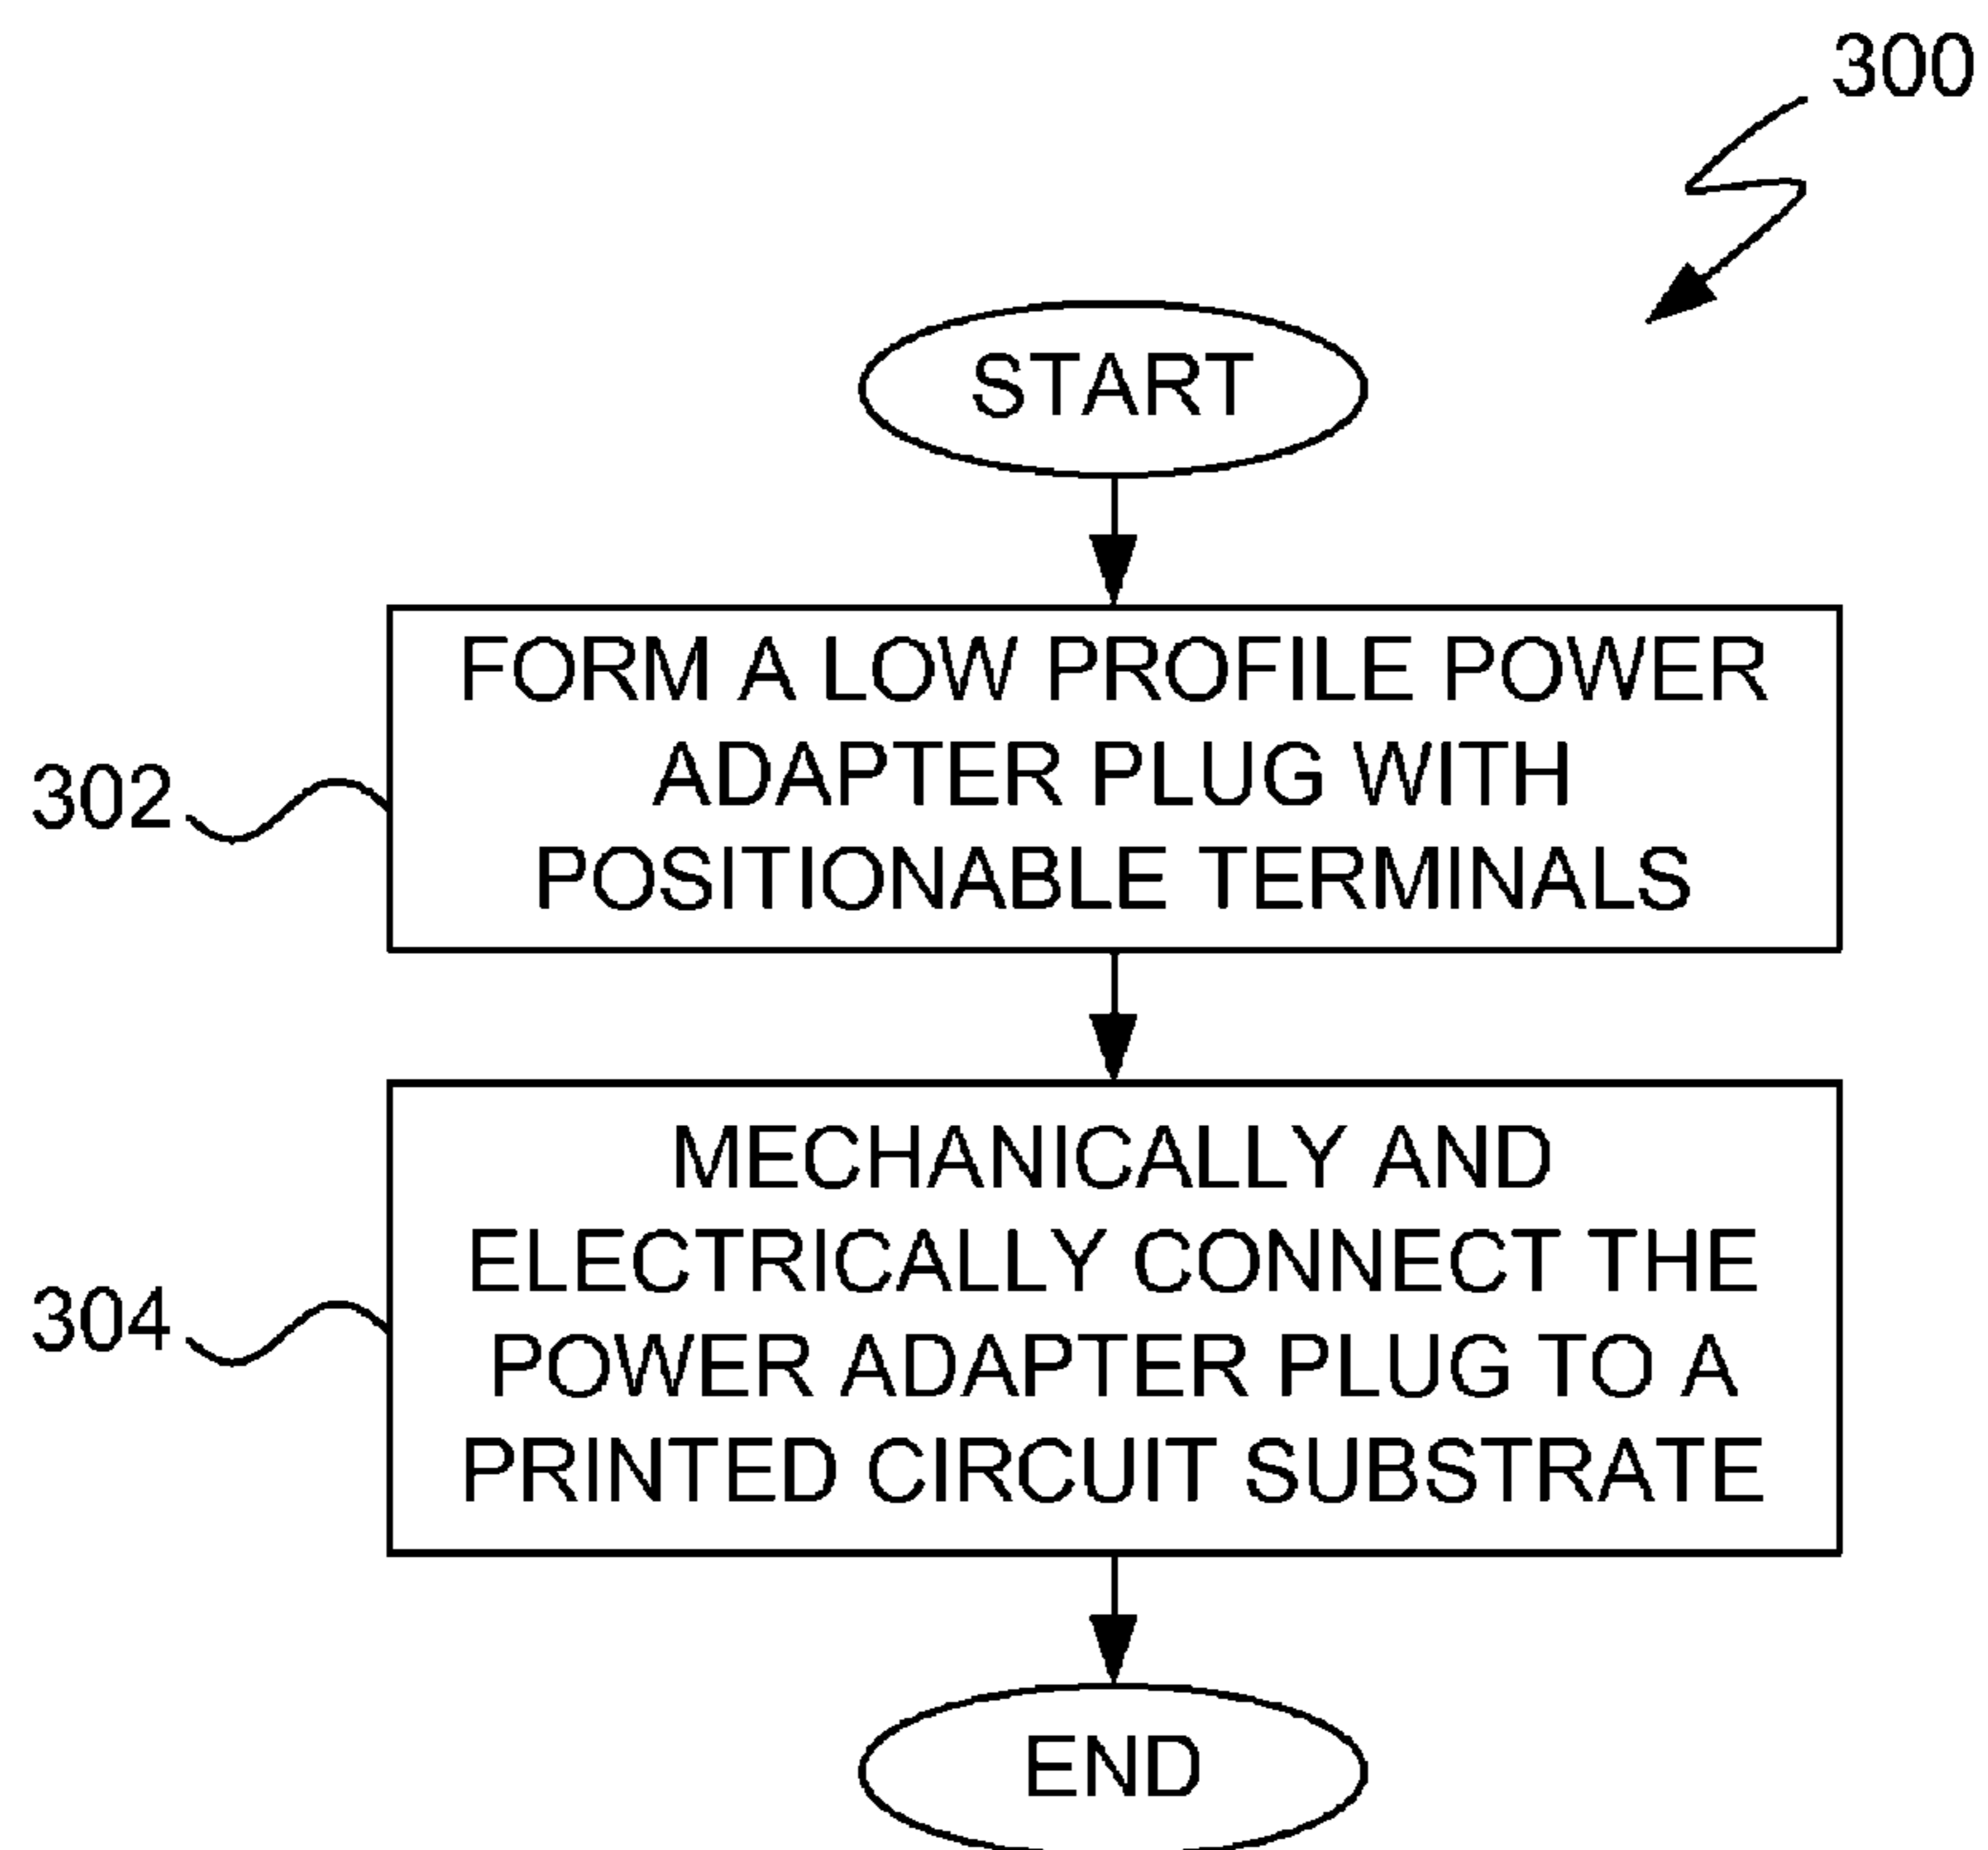 300
START
FORM A LOW PROFILE POWER
ADAPTER PLUG WITH
POSITIONABLE TERMINALS
302
MECHANICALLY AND
ELECTRICALLY CONNECT THE
POWER ADAPTER PLUG TO A
PRINTED CIRCUIT SUBSTRATE
304
END